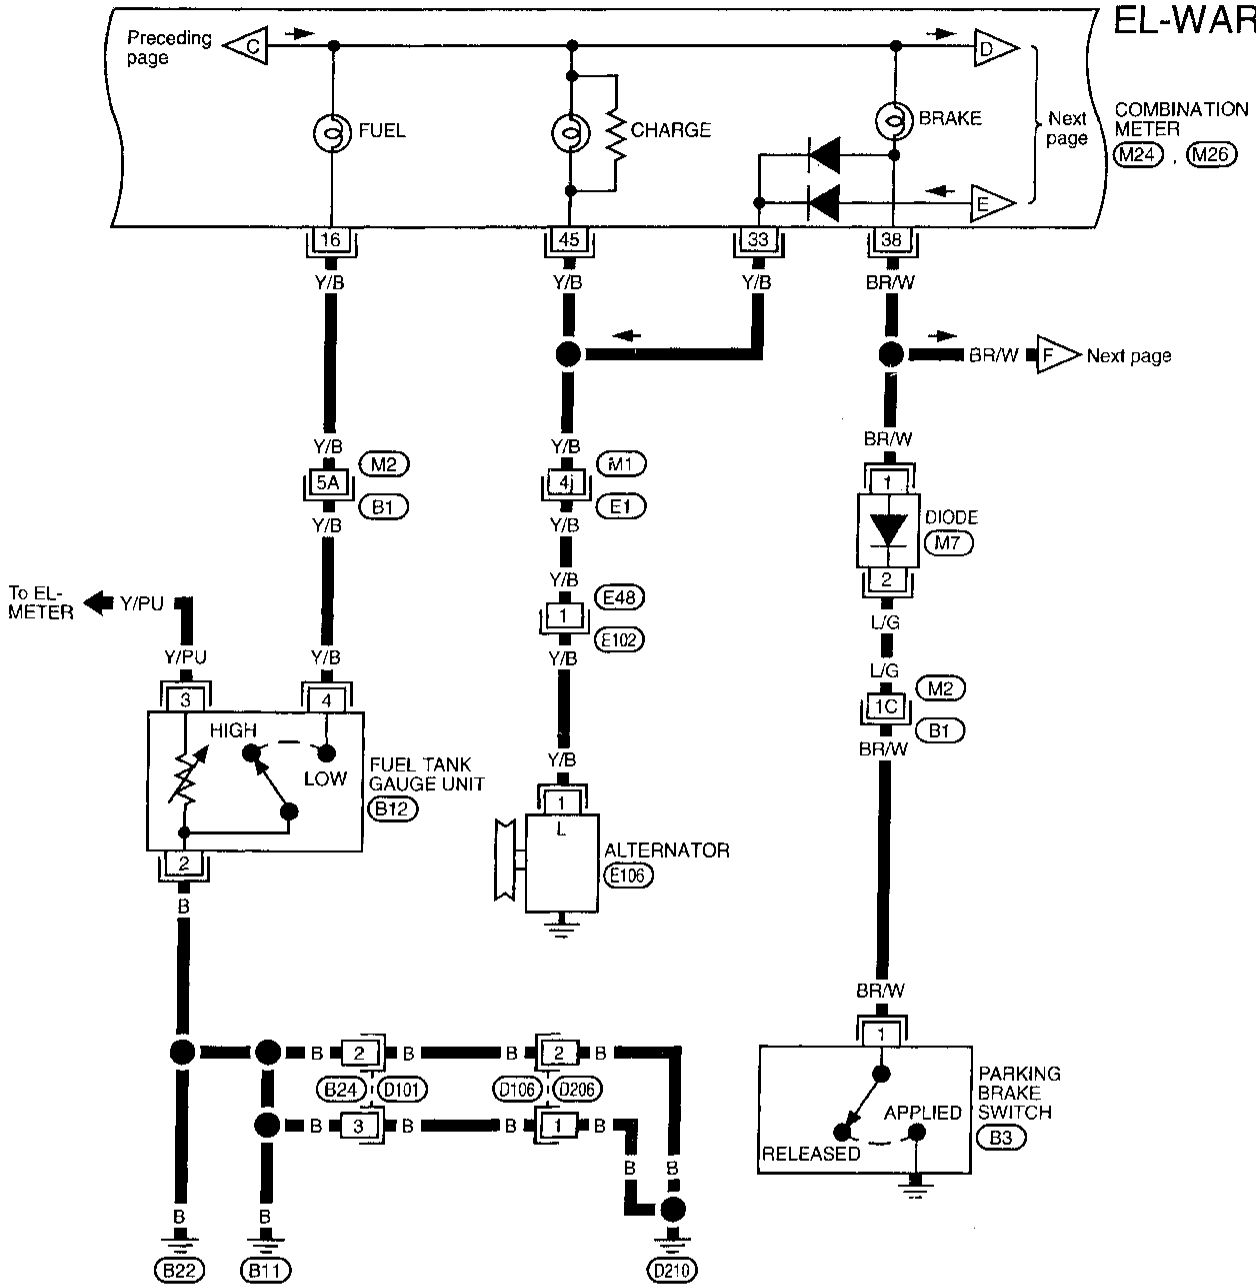 EL-WAR
Preceding
page
C
D
FUEL
CHARGE
BRAKE
Next
page
E
COMBINATION
METER
M24 , M26
16
45
33
38
Y/B
Y/B
Y/B
BR/W
BR/W
F
Next page
Y/B
5A
M2
B1
Y/B
Y/B
4j
M1
E1
Y/B
BR/W
1
DIODE
M7
2
L/G
Y/B
1
E48
E102
Y/B
L/G
1C
M2
B1
BR/W
To EL-
METER
Y/PU
Y/PU
Y/B
3
4
HIGH
LOW
FUEL TANK
GAUGE UNIT
B12
2
B
Y/B
1
L
ALTERNATOR
E106
BR/W
1
PARKING
BRAKE
SWITCH
B3
APPLIED
RELEASED
B
2
B
B
2
B
B24
D101
D106
D206
B
3
B
B
1
B
B
B
B
B
B22
B11
D210